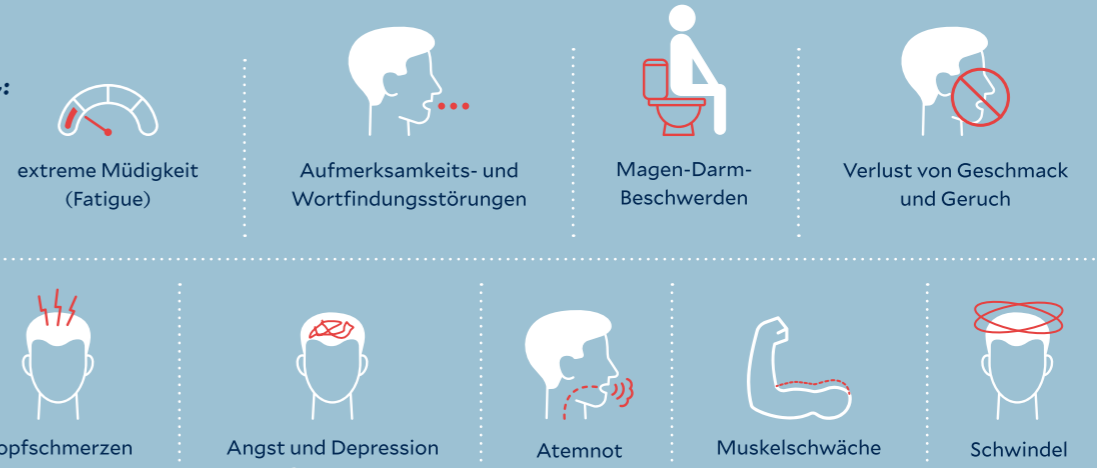 extreme Müdigkeit
(Fatigue)
Aufmerksamkeits- und
Wortfindungsstörungen
Magen-Darm-
Beschwerden
Verlust von Geschmack
und Geruch
opfschmerzen
Angst und Depression
Atemnot
Muskelschwäche
Schwindel